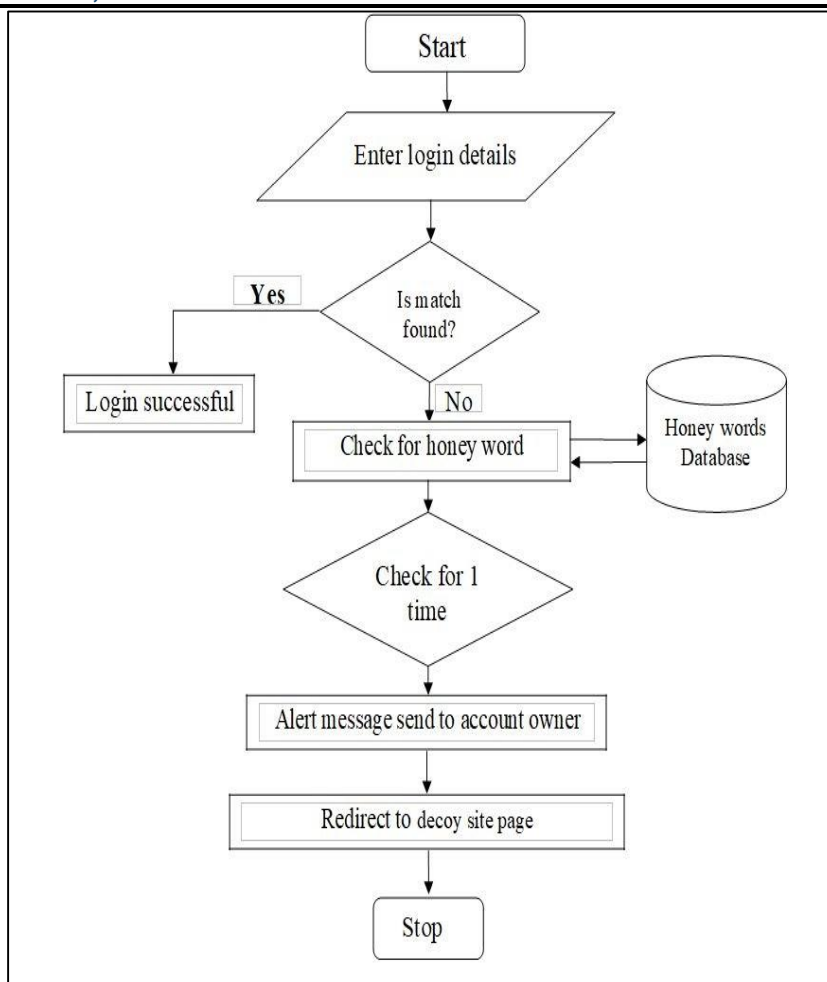 Start
Enter login details
Is match
found?
Yes
Login successful
No
Check for honey word
Honey words
Database
Check for 1
time
Alert message send to account owner
Redirect to decoy site page
Stop